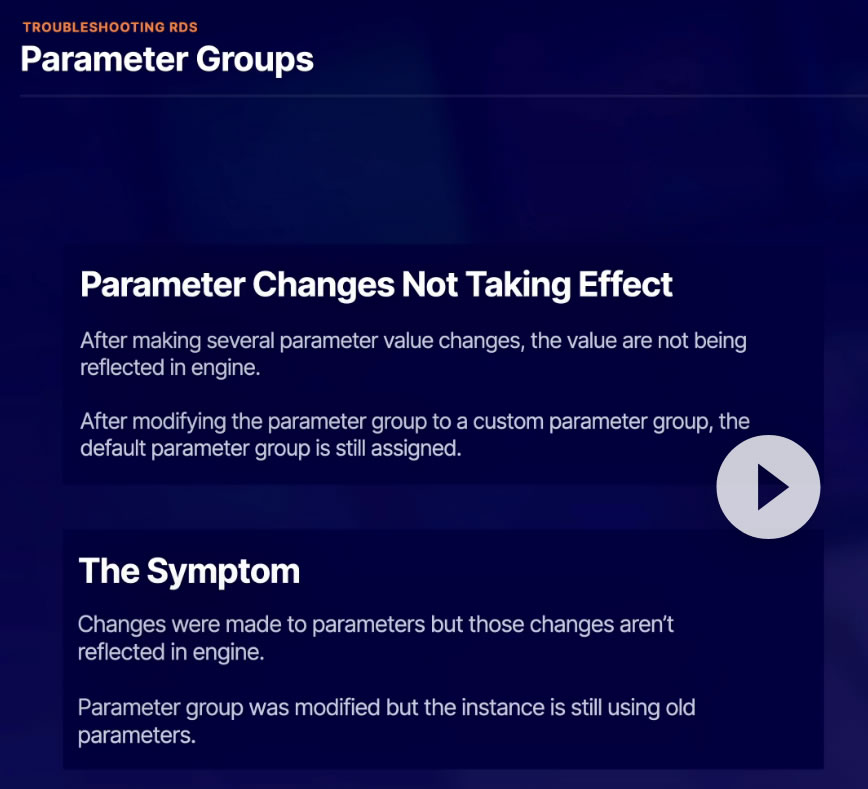 TROUBLESHOOTING RDS
Parameter Groups
Parameter Changes Not Taking Effect
After making several parameter value changes, the value are not being
reflected in engine.
After modifying the parameter group to a custom parameter group, the
default parameter group is still assigned.
The Symptom
Changes were made to parameters but those changes aren’t
reflected in engine.
Parameter group was modified but the instance is still using old
parameters.